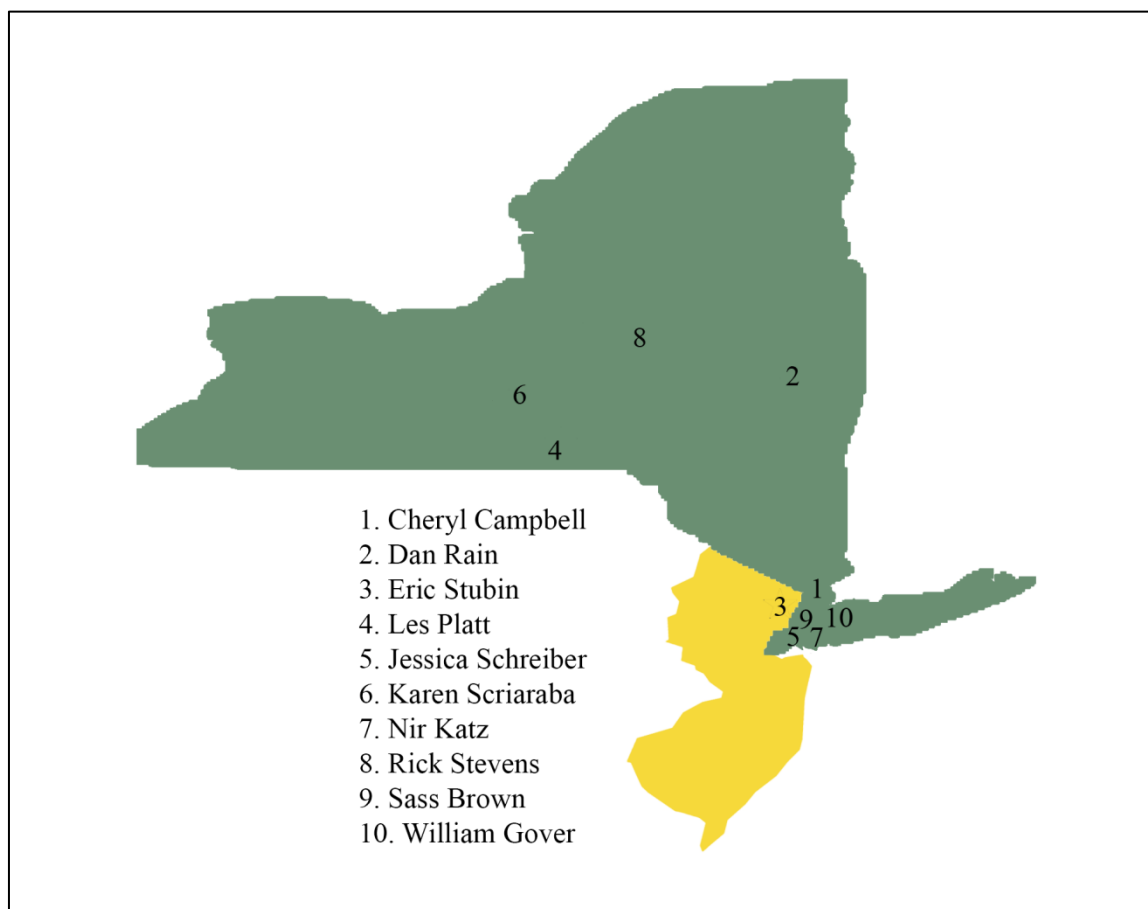 8
2
6
4
1. Cheryl Campbell
2. Dan Rain
3. Eric Stubin
4. Les Platt
5. Jessica Schreiber
6. Karen Scriaraba
7. Nir Katz
8. Rick Stevens
9. Sass Brown
10. William Gover
1
3
9
10
5
7